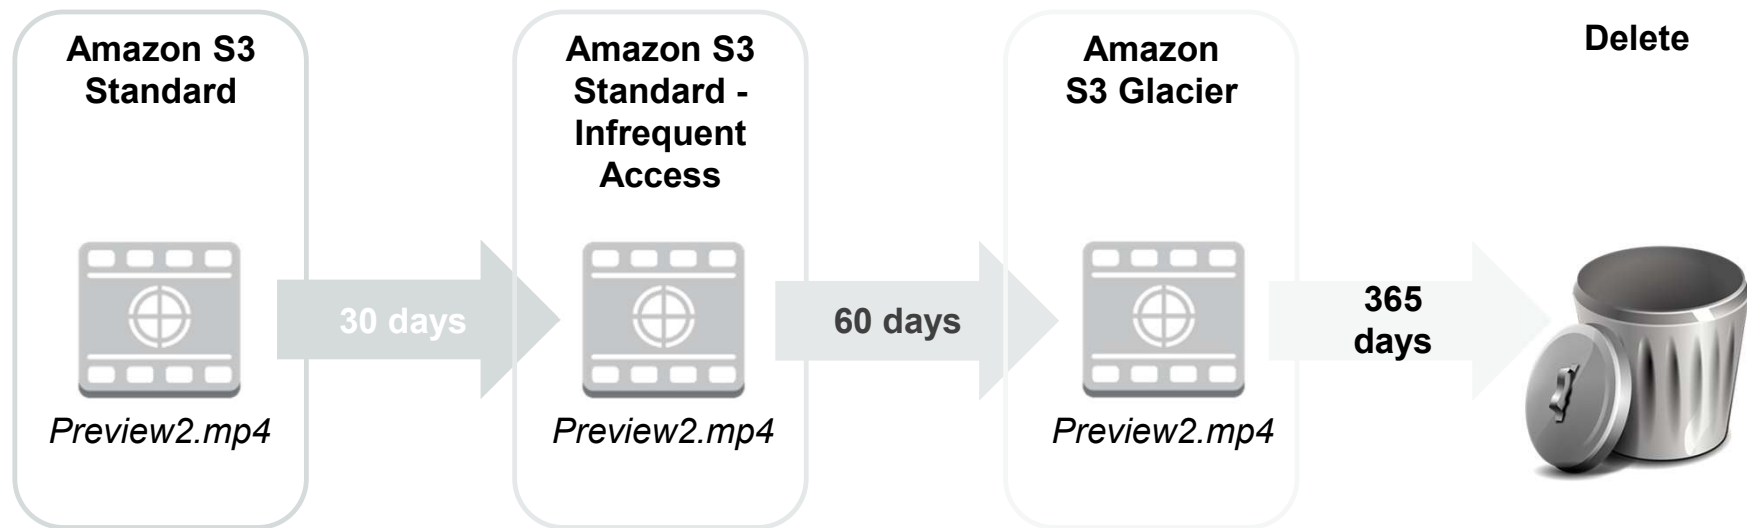 Amazon S3
Standard
Amazon S3
Standard -
Infrequent
Access
Amazon
S3 Glacier
Delete
30 days
60 days
365
days
Preview2.mp4
Preview2.mp4
Preview2.mp4